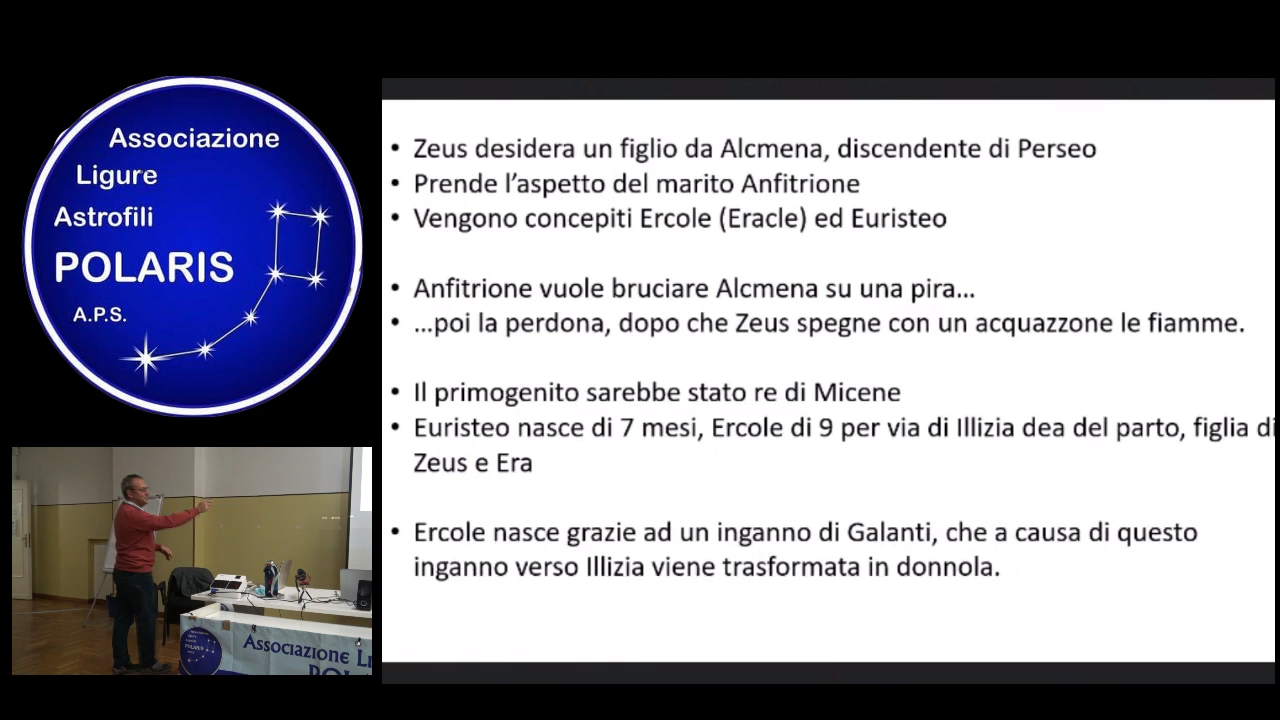 Associazione
Ligure
Astrofili
POLARIS
A.P.S.
• Zeus desidera un figlio da Alcmena, discendente di Perseo
• Prende l’aspetto del marito Anfitrione
• Vengono concepiti Ercole (Eracle) ed Euristeo
• Anfitrione vuole bruciare Alcmena su una pira…
• …poi la perdona, dopo che Zeus spegne con un acquazzone le fiamme.
• Il primogenito sarebbe stato re di Micene
• Euristeo nasce di 7 mesi, Ercole di 9 per via di Illizia dea del parto, figlia di
Zeus e Era
• Ercole nasce grazie ad un inganno di Galanti, che a causa di questo
inganno verso Illizia viene trasformata in donnola.
Associazione Li
POL